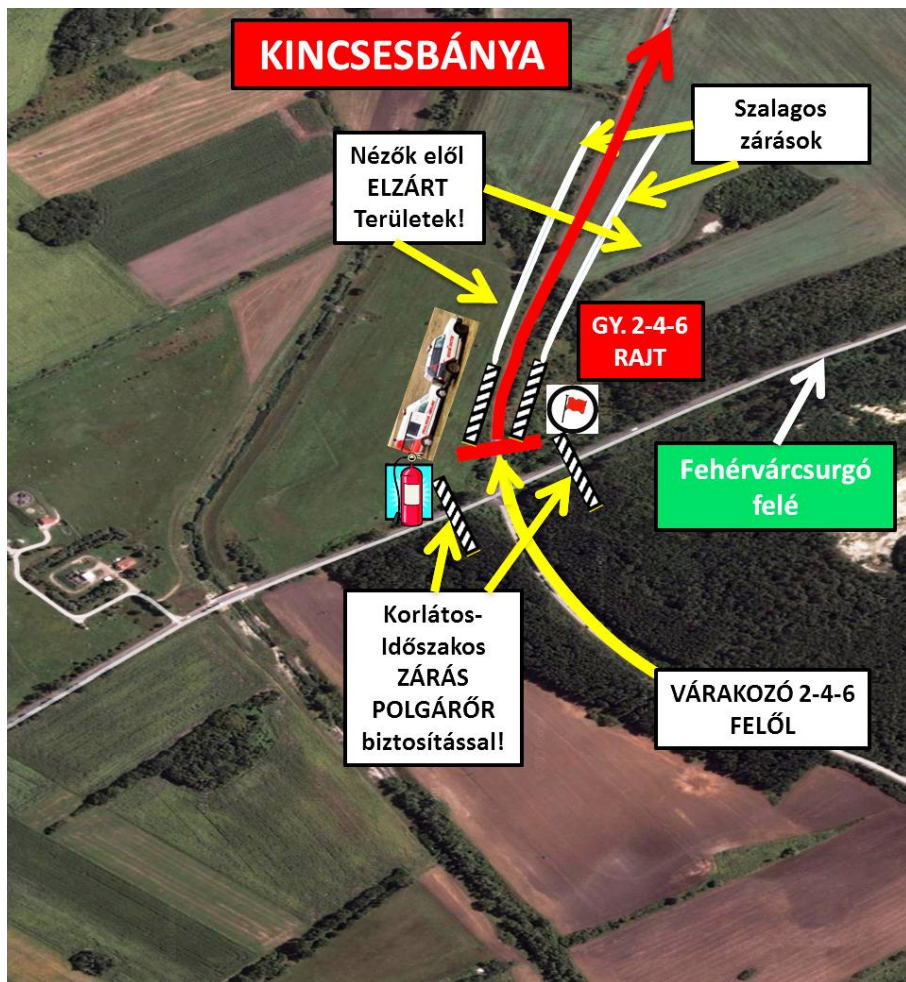 KINCSESBÁNYA
Szalagos
zárások
Nézők elől
ELZÁRT
Területek!
GY. 2-4-6
RAJT
Fehérvárcsurgó
felé
Korlátos-
Időszakos
ZÁRÁS
POLGÁRŐR
biztosítással!
VÁRAKOZÓ 2-4-6
FELŐL